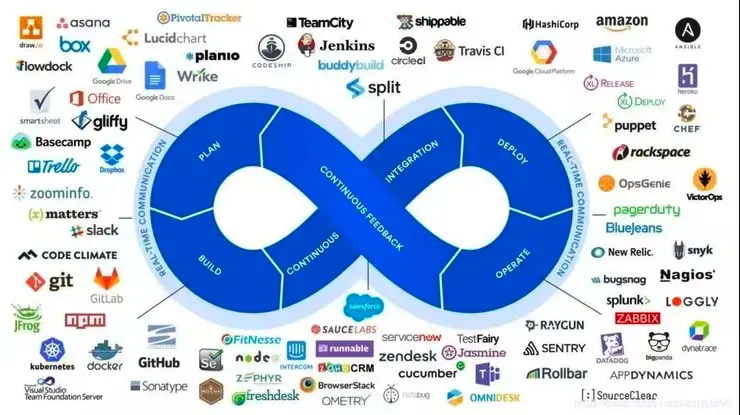 draw.io
asana
PivotalTracker
TeamCity
shippable
HashiCorp
amazon
ANSIBLE
box
Lucidchart
planio
CODESHIP
Jenkins
circleci
Travis CI
Google Cloud Platform
Microsoft
Azure
flowdock
Google Drive
Google Docs
Wrike
buddybuild
split
XL RELEASE
heroku
smartsheet
Office
gliffy
XL DEPLOY
puppet
CHEF
Basecamp
Trello
Dropbox
rackspace
zoominfo.
OpsGenie
VictorOps
(x) matters
slack
pagerduty
BlueJeans
CODE CLIMATE
New Relic.
snyk
git
GitLab
bugsnag
Nagios
splunk>
LOGGLY
JFrog
npm
ZABBIX
REAL-TIME COMMUNICATION
PLAN
BUILD
CONTINUOUS
INTEGRATION
CONTINUOUS FEEDBACK
DEPLOY
OPERATE
REAL-TIME COMMUNICATION
salesforce
kubernetes
docker
GitHub
Se
FitNesse
SAUCELABS
servicenow
TestFairy
RAYGUN
node
INTERCOM
runnable
zendesk
Jasmine
SENTRY
DATADOG
bigpanda
dynatrace
ZOHO CRM
cucumber
Rollbar
APPDYNAMICS
Visual Studio
Team Foundation Server
Sonatype
ZEPHYR
freshdesk
BrowserStack
OMETRY
instabug
OMNIDESK
[:]SourceClear